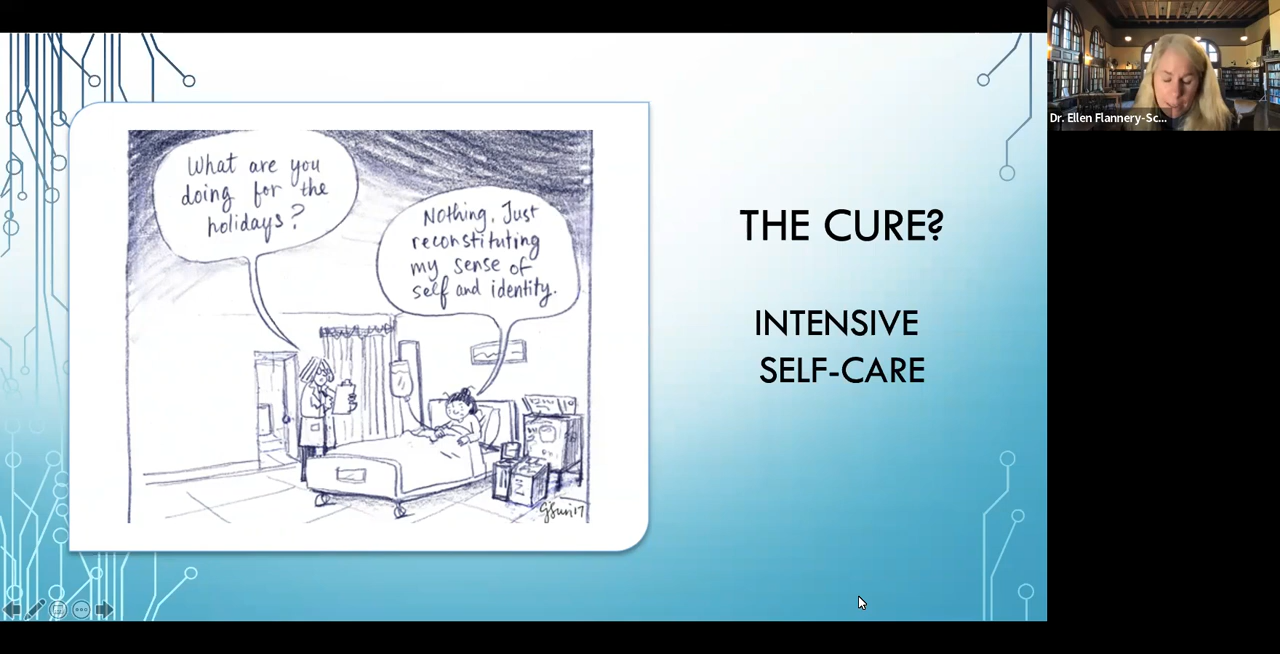 What are you
doing for the
holidays?
Nothing. Just
reconstituting
my sense of
self and identity.
THE CURE?
INTENSIVE
SELF-CARE
Dr. Ellen Flannery-Sc...